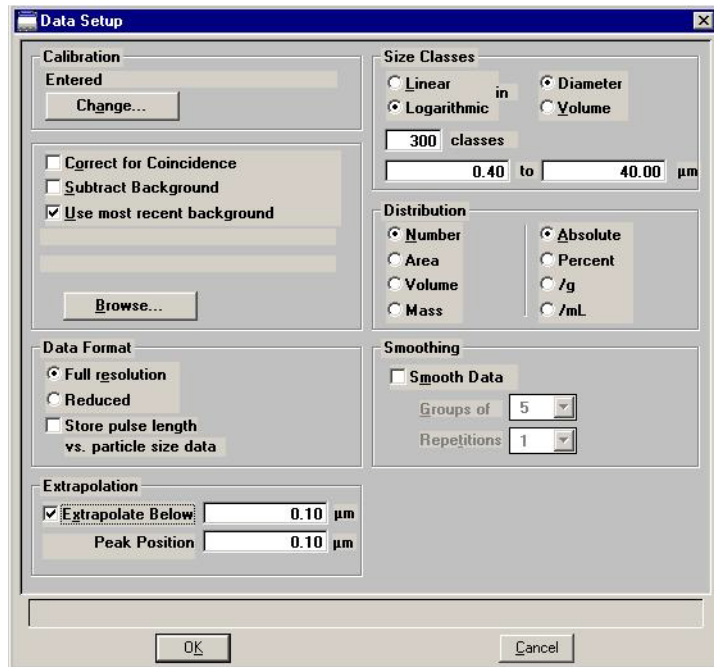 Data Setup
Calibration
Entered
Change...
Correct for Coincidence
Subtract Background
Use most recent background
Browse...
Data Format
Full resolution
Reduced
Store pulse length
vs. particle size data
Extrapolation
Extrapolate Below 0.10 µm
Peak Position 0.10 µm
Size Classes
Linear in Diameter
Logarithmic Volume
300 classes
0.40 to 40.00 µm
Distribution
Number Absolute
Area Percent
Volume /g
Mass /mL
Smoothing
Smooth Data
Groups of 5
Repetitions 1
OK Cancel